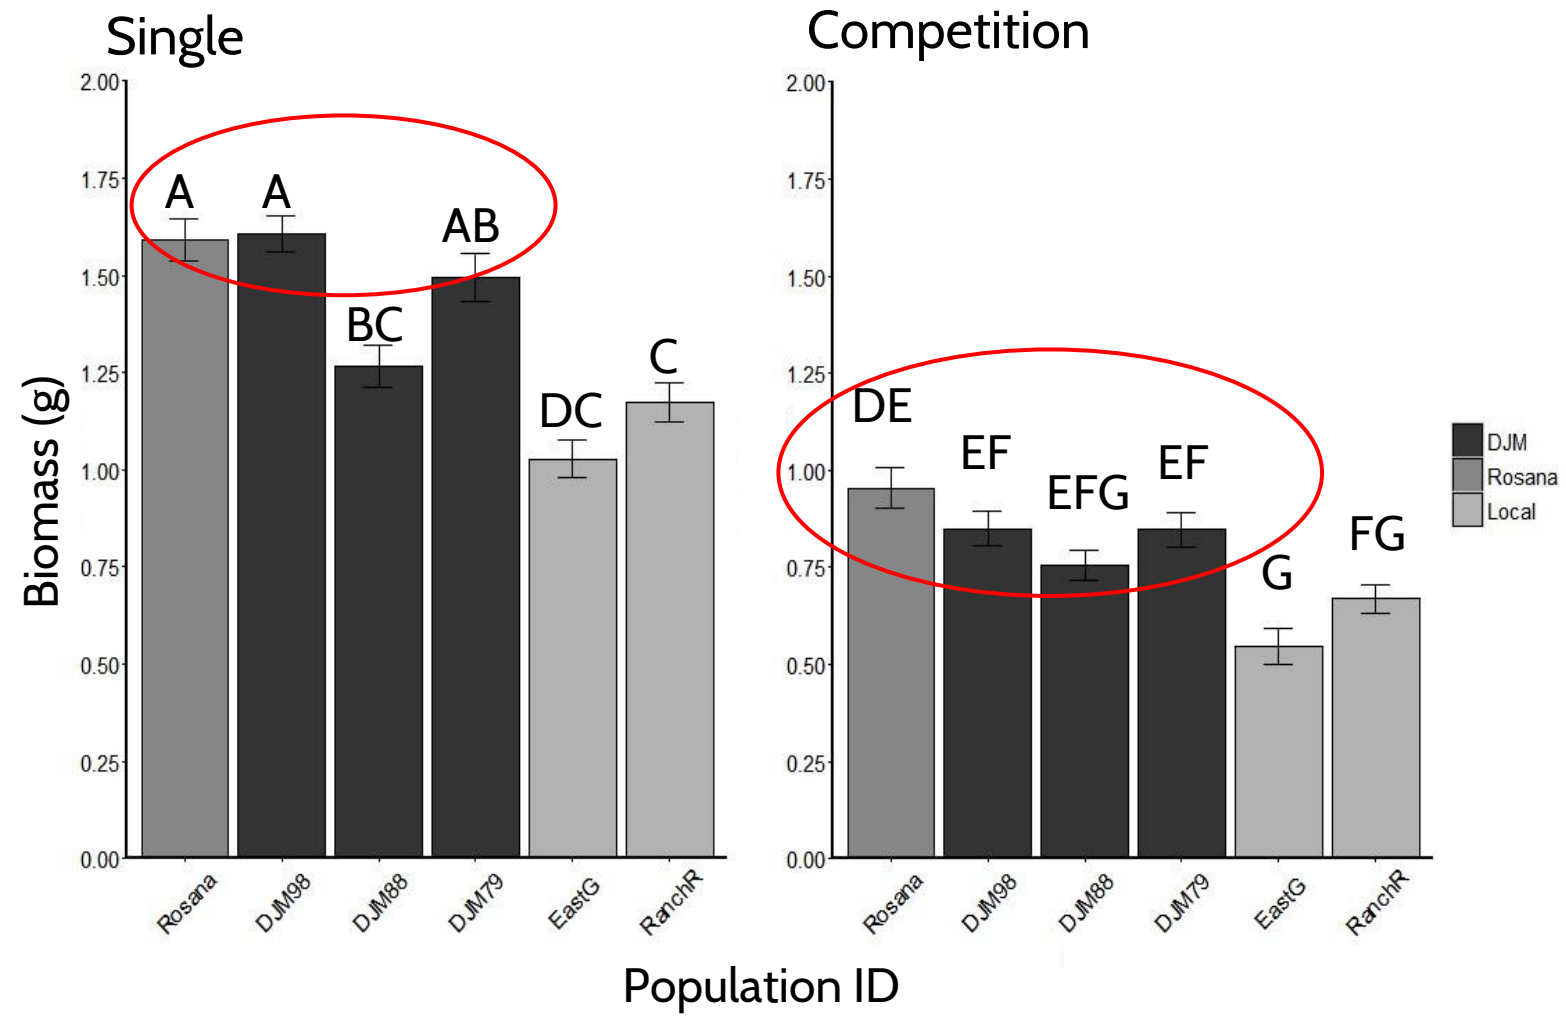 Single
Competition
2.00
1.75
1.50
1.25
1.00
0.75
0.50
0.25
0.00
A
A
AB
BC
DC
C
Biomass (g)
Rosana
DJM98
DJM88
DJM79
EastG
RanchR
2.00
1.75
1.50
1.25
1.00
0.75
0.50
0.25
0.00
DE
EF
EFG
EF
G
FG
Rosana
DJM98
DJM88
DJM79
EastG
RanchR
DJM
Rosana
Local
Population ID